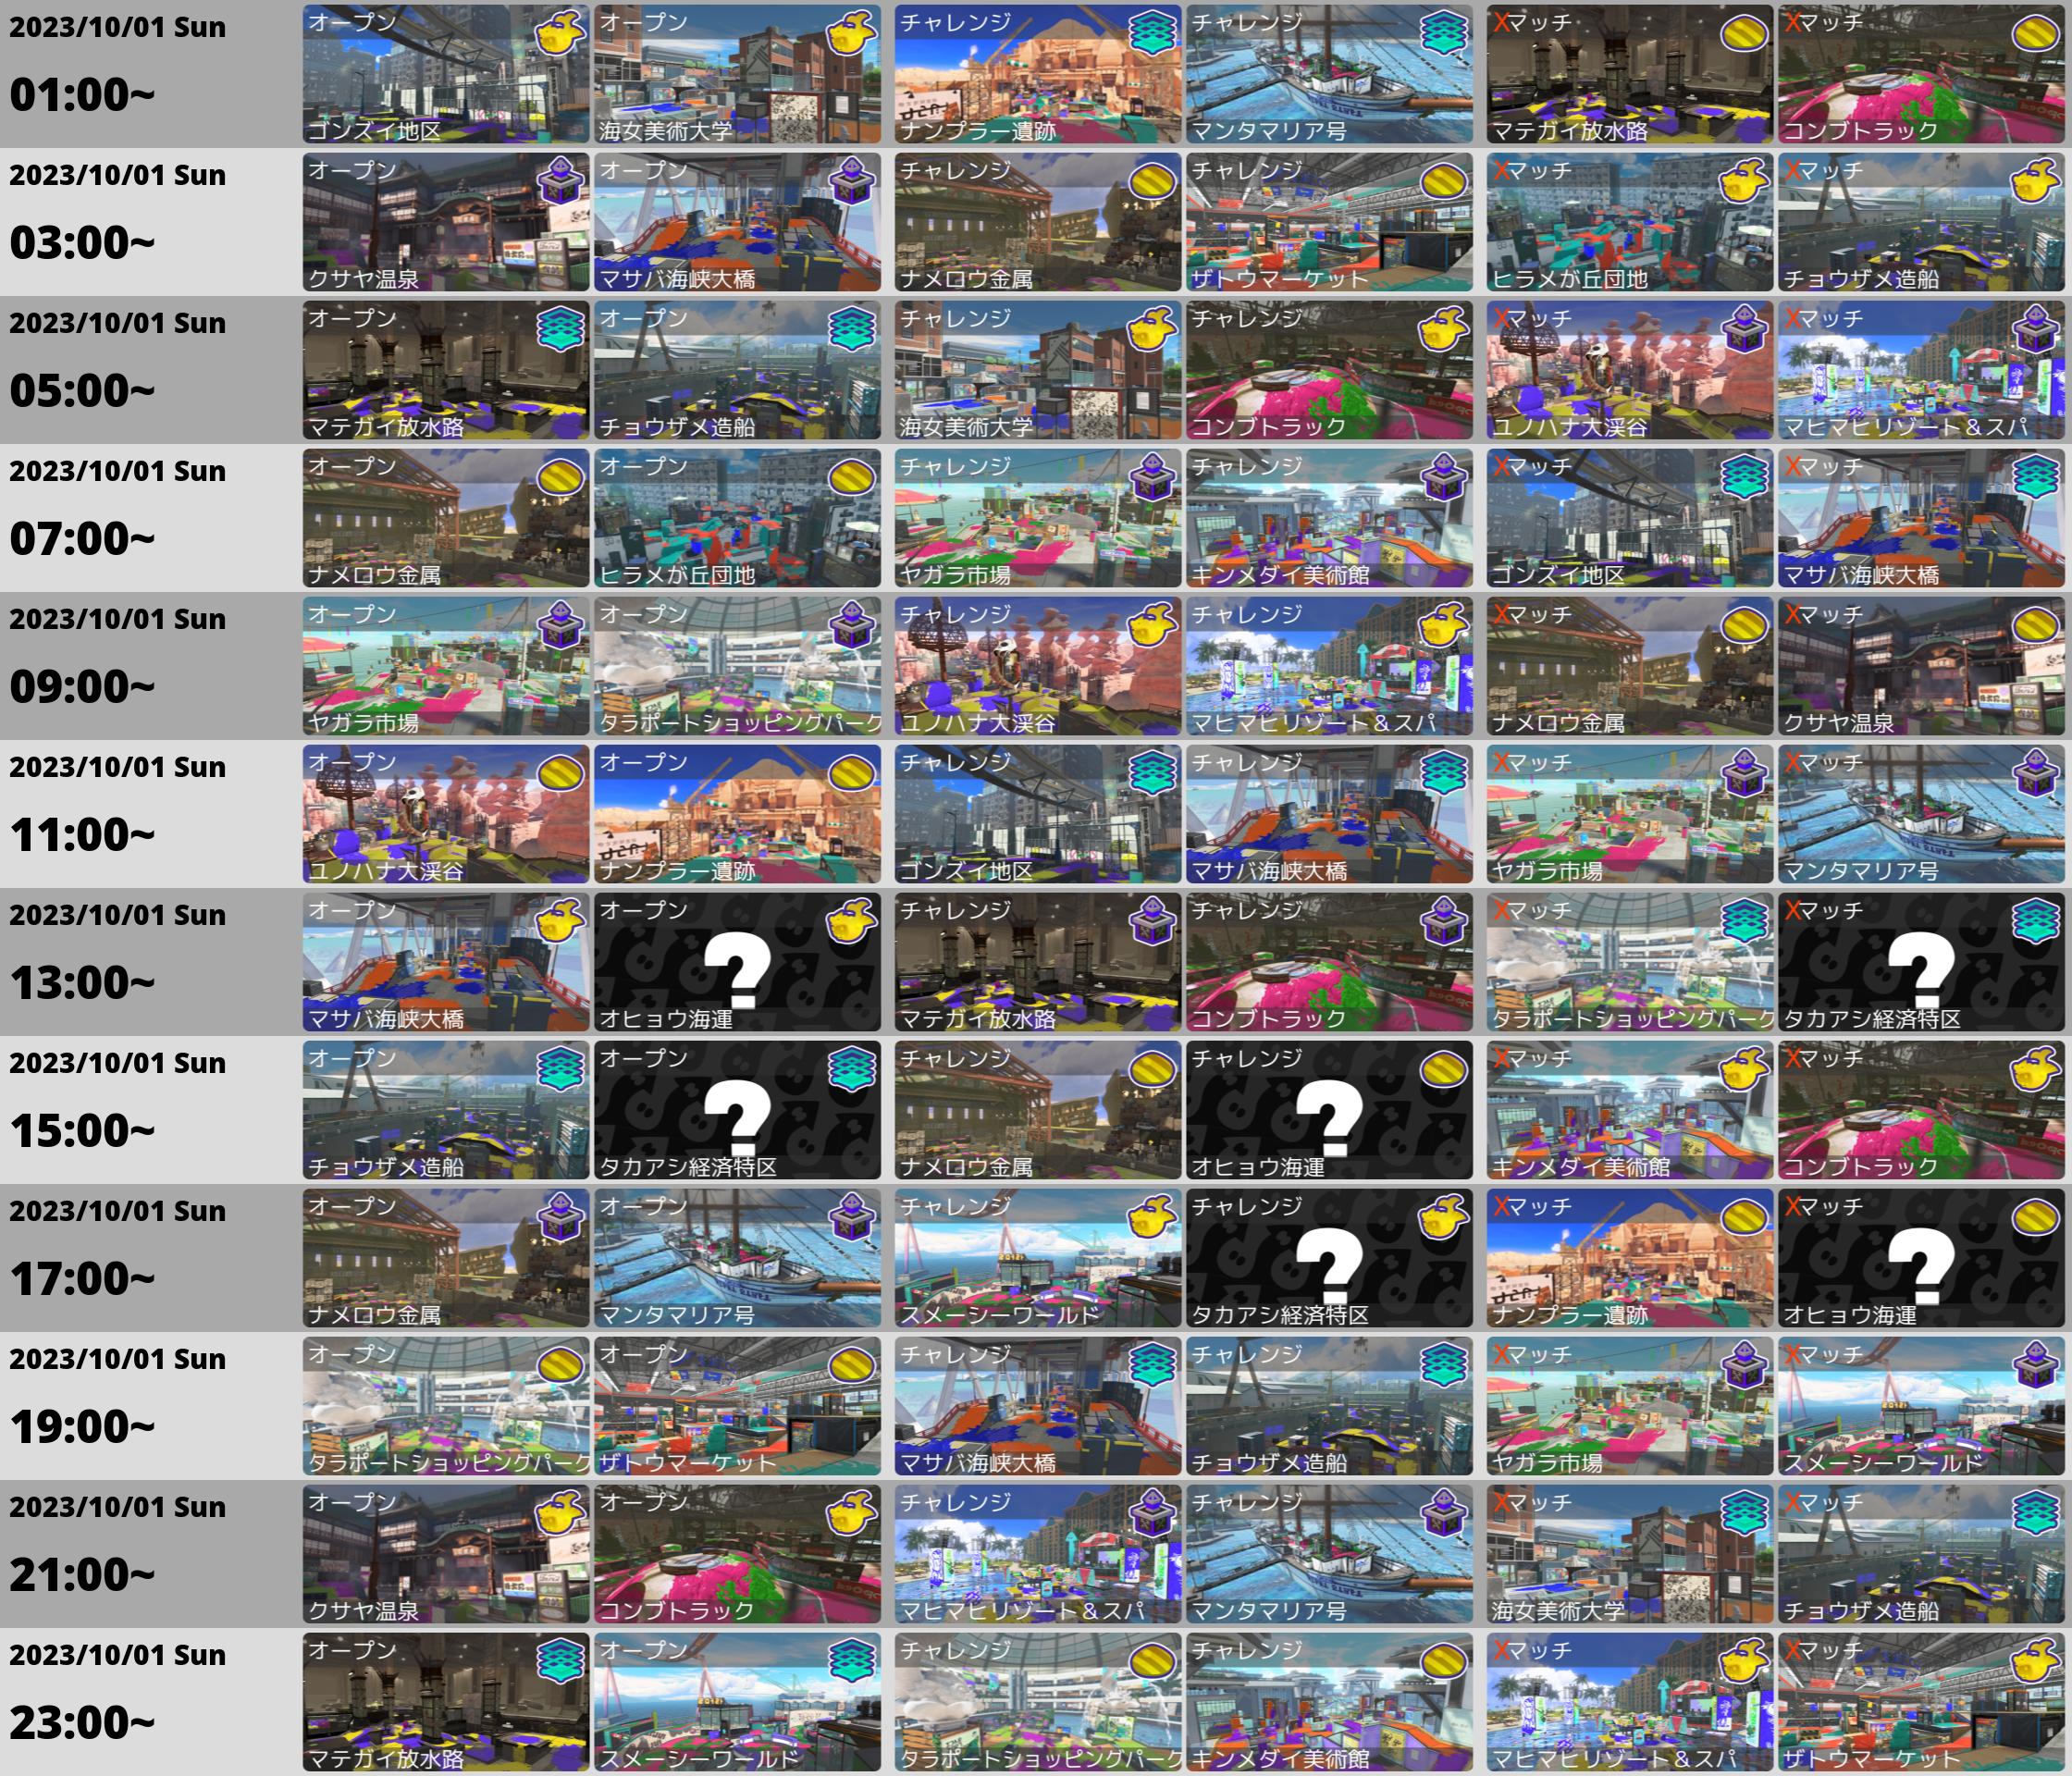 2023/10/01 Sun
01:00~
オープン オープン チャレンジ チャレンジ Xマッチ Xマッチ
ゴンズイ地区 海女美術大学 ナンプラー遺跡 マンタマリア号 マテガイ放水路 コンブトラック
2023/10/01 Sun
03:00~
オープン オープン チャレンジ チャレンジ Xマッチ Xマッチ
クサヤ温泉 マサバ海峡大橋 ナメロウ金属 ザトウマーケット ヒラメが丘団地 チョウザメ造船
2023/10/01 Sun
05:00~
オープン オープン チャレンジ チャレンジ Xマッチ Xマッチ
マテガイ放水路 チョウザメ造船 海女美術大学 コンブトラック ユノハナ大渓谷 マヒマヒリゾート＆スパ
2023/10/01 Sun
07:00~
オープン オープン チャレンジ チャレンジ Xマッチ Xマッチ
ナメロウ金属 ヒラメが丘団地 ヤガラ市場 キンメダイ美術館 ゴンズイ地区 マサバ海峡大橋
2023/10/01 Sun
09:00~
オープン オープン チャレンジ チャレンジ Xマッチ Xマッチ
ヤガラ市場 タラポートショッピングパーク ユノハナ大渓谷 マヒマヒリゾート＆スパ ナメロウ金属 クサヤ温泉
2023/10/01 Sun
11:00~
オープン オープン チャレンジ チャレンジ Xマッチ Xマッチ
ユノハナ大渓谷 ナンプラー遺跡 ゴンズイ地区 マサバ海峡大橋 ヤガラ市場 マンタマリア号
2023/10/01 Sun
13:00~
オープン オープン チャレンジ チャレンジ Xマッチ Xマッチ
? ?
マサバ海峡大橋 オヒョウ海運 マテガイ放水路 コンブトラック タラポートショッピングパーク タカアシ経済特区
2023/10/01 Sun
15:00~
オープン オープン チャレンジ チャレンジ Xマッチ Xマッチ
? ?
チョウザメ造船 タカアシ経済特区 ナメロウ金属 オヒョウ海運 キンメダイ美術館 コンブトラック
2023/10/01 Sun
17:00~
オープン オープン チャレンジ チャレンジ Xマッチ Xマッチ
? ?
ナメロウ金属 マンタマリア号 スメーシーワールド タカアシ経済特区 ナンプラー遺跡 オヒョウ海運
2023/10/01 Sun
19:00~
オープン オープン チャレンジ チャレンジ Xマッチ Xマッチ
タラポートショッピングパーク ザトウマーケット マサバ海峡大橋 チョウザメ造船 ヤガラ市場 スメーシーワールド
2023/10/01 Sun
21:00~
オープン オープン チャレンジ チャレンジ Xマッチ Xマッチ
クサヤ温泉 コンブトラック マヒマヒリゾート＆スパ マンタマリア号 海女美術大学 チョウザメ造船
2023/10/01 Sun
23:00~
オープン オープン チャレンジ チャレンジ Xマッチ Xマッチ
マテガイ放水路 スメーシーワールド タラポートショッピングパーク キンメダイ美術館 マヒマヒリゾート＆スパ ザトウマーケット